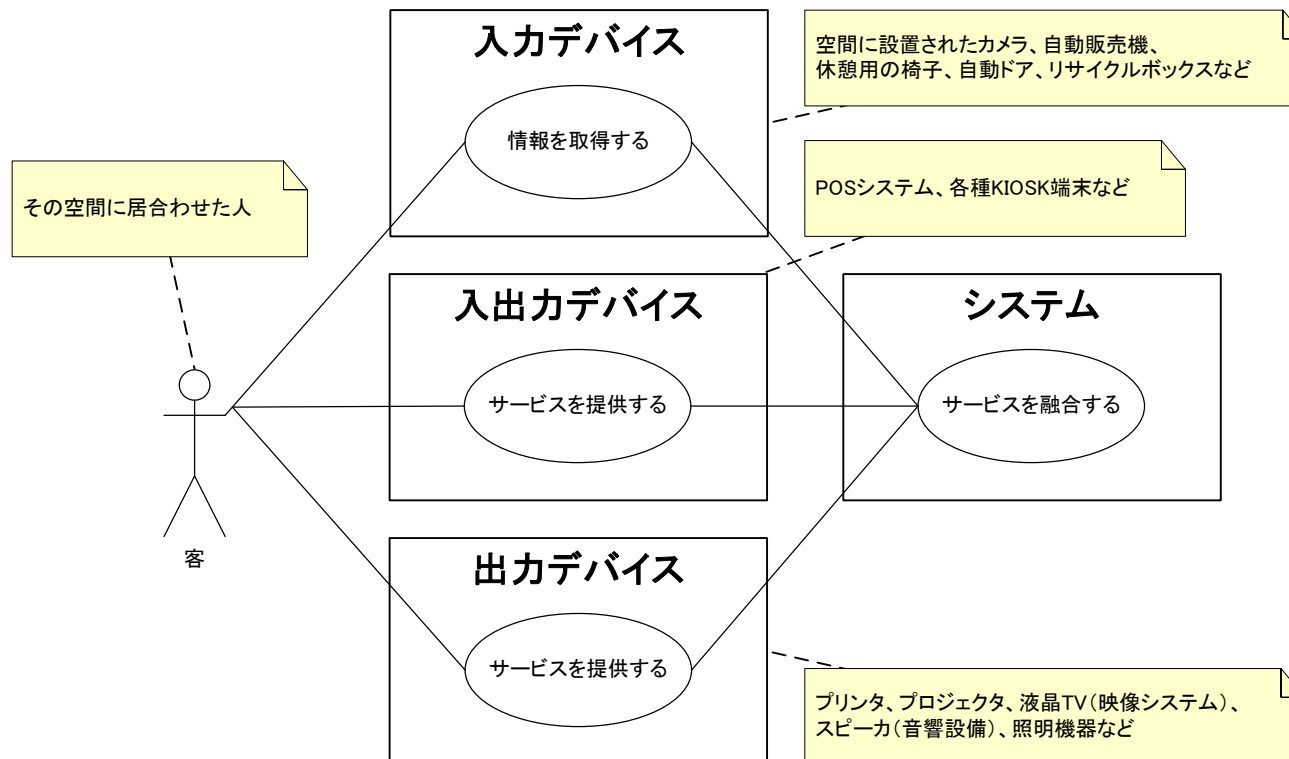 入力デバイス
情報を取得する
空間に設置されたカメラ、自動販売機、
休憩用の椅子、自動ドア、リサイクルボックスなど
その空間に居合わせた人
POSシステム、各種KIOSK端末など
入出力デバイス
サービスを提供する
システム
サービスを融合する
客
出力デバイス
サービスを提供する
プリンタ、プロジェクタ、液晶TV（映像システム）、
スピーカ（音響設備）、照明機器など